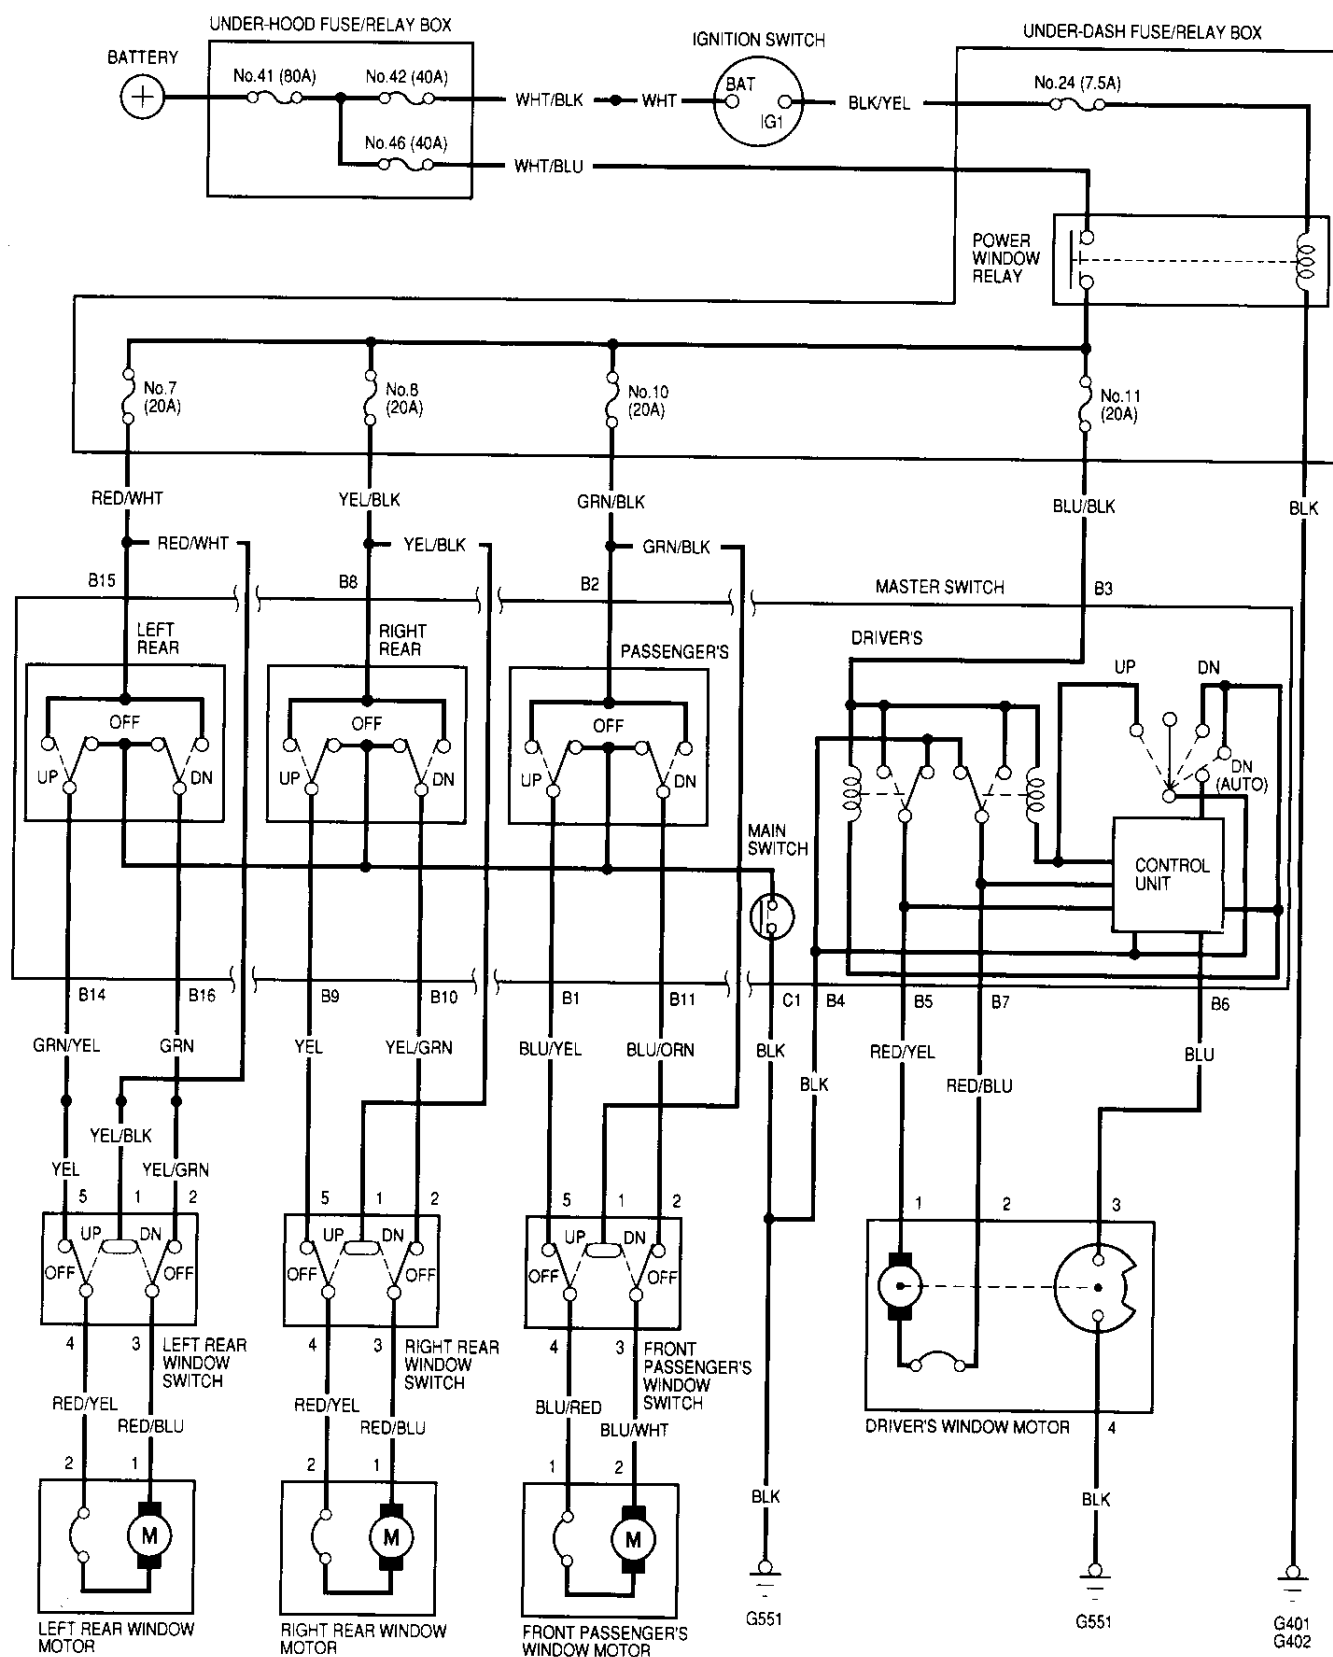 UNDER-HOOD FUSE/RELAY BOX
IGNITION SWITCH
UNDER-DASH FUSE/RELAY BOX
BATTERY
No.41 (80A)
No.42 (40A)
BAT
No.24 (7.5A)
+
WHT/BLK
WHT
BLK/YEL
IG1
No.46 (40A)
WHT/BLU
POWER
WINDOW
RELAY
No.7
(20A)
No.8
(20A)
No.10
(20A)
No.11
(20A)
RED/WHT
YEL/BLK
GRN/BLK
BLU/BLK
BLK
RED/WHT
YEL/BLK
GRN/BLK
B15
B8
B2
MASTER SWITCH
B3
LEFT
REAR
RIGHT
REAR
PASSENGER'S
DRIVER'S
UP
DN
OFF
OFF
OFF
UP
DN
UP
DN
UP
DN
DN
(AUTO)
MAIN
SWITCH
CONTROL
UNIT
B14
B16
B9
B10
B1
B11
C1
B4
B5
B7
B6
GRN/YEL
GRN
YEL
YEL/GRN
BLU/YEL
BLU/ORN
BLK
RED/YEL
BLU
BLK
RED/BLU
YEL/BLK
YEL
YEL/GRN
5
1
2
5
1
2
5
1
2
1
2
3
UP
DN
UP
DN
UP
DN
OFF
OFF
OFF
OFF
OFF
OFF
4
3
LEFT REAR
WINDOW
SWITCH
4
3
RIGHT REAR
WINDOW
SWITCH
4
3
FRONT
PASSENGER'S
WINDOW
SWITCH
RED/YEL
RED/BLU
RED/YEL
RED/BLU
BLU/RED
BLU/WHT
DRIVER'S WINDOW MOTOR
4
2
1
2
1
1
2
BLK
BLK
M
M
M
LEFT REAR WINDOW
MOTOR
RIGHT REAR WINDOW
MOTOR
FRONT PASSENGER'S
WINDOW MOTOR
G551
G551
G401
G402